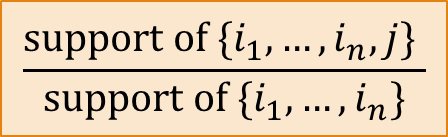 support of {i₁, …, iₙ, j}
support of {i₁, …, iₙ}